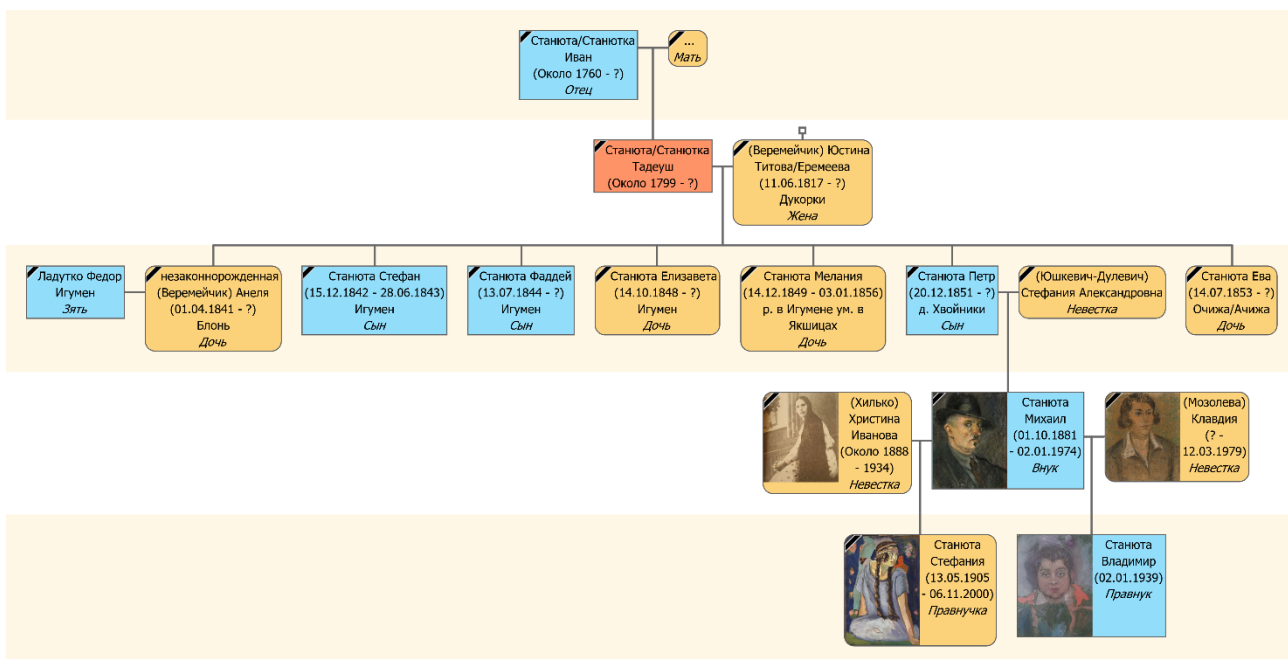 Станюта/Станютка
Иван
(Около 1760 - ?)
Отец
...
Мать
Станюта/Станютка
Тадеуш
(Около 1799 - ?)
(Веремейчик) Юстина
Титова/Еремеева
(11.06.1817 - ?)
Дукорки
Жена
Ладутко Федор
Игумен
Зять
незаконнорожденная
(Веремейчик) Анеля
(01.04.1841 - ?)
Блонь
Дочь
Станюта Стефан
(15.12.1842 - 28.06.1843)
Игумен
Сын
Станюта Фаддей
(13.07.1844 - ?)
Игумен
Сын
Станюта Елизавета
(14.10.1848 - ?)
Игумен
Дочь
Станюта Мелания
(14.12.1849 - 03.01.1856)
р. в Игумене ум. в
Якшицах
Дочь
Станюта Петр
(20.12.1851 - ?)
д. Хвойники
Сын
(Юшкевич-Дулевич)
Стефания Александровна
Невестка
Станюта Ева
(14.07.1853 - ?)
Очижа/Ачижа
Дочь
(Хилько)
Христина
Иванова
(Около 1888
- 1934)
Невестка
Станюта
Михаил
(01.10.1881
- 02.01.1974)
Внук
(Мозолева)
Клавдия
(? -
12.03.1979)
Невестка
Станюта
Стефания
(13.05.1905
- 06.11.2000)
Правнучка
Станюта
Владимир
(02.01.1939)
Правнук